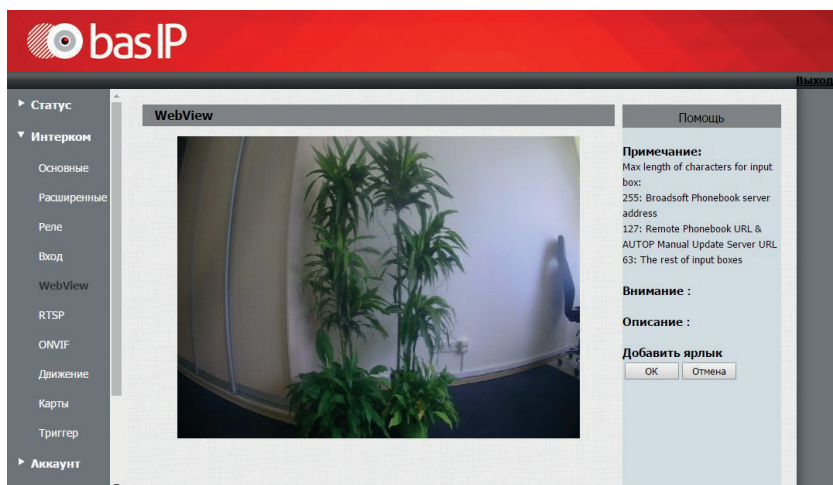 bas IP
Выход
Статус
Интерком
Основные
Расширенные
Реле
Вход
WebView
RTSP
ONVIF
Движение
Карты
Триггер
Аккаунт
WebView
Помощь
Примечание:
Max length of characters for input
box:
255: Broadsoft Phonebook server
address
127: Remote Phonebook URL &
AUTOP Manual Update Server URL
63: The rest of input boxes
Внимание :
Описание :
Добавить ярлык
ОК Отмена